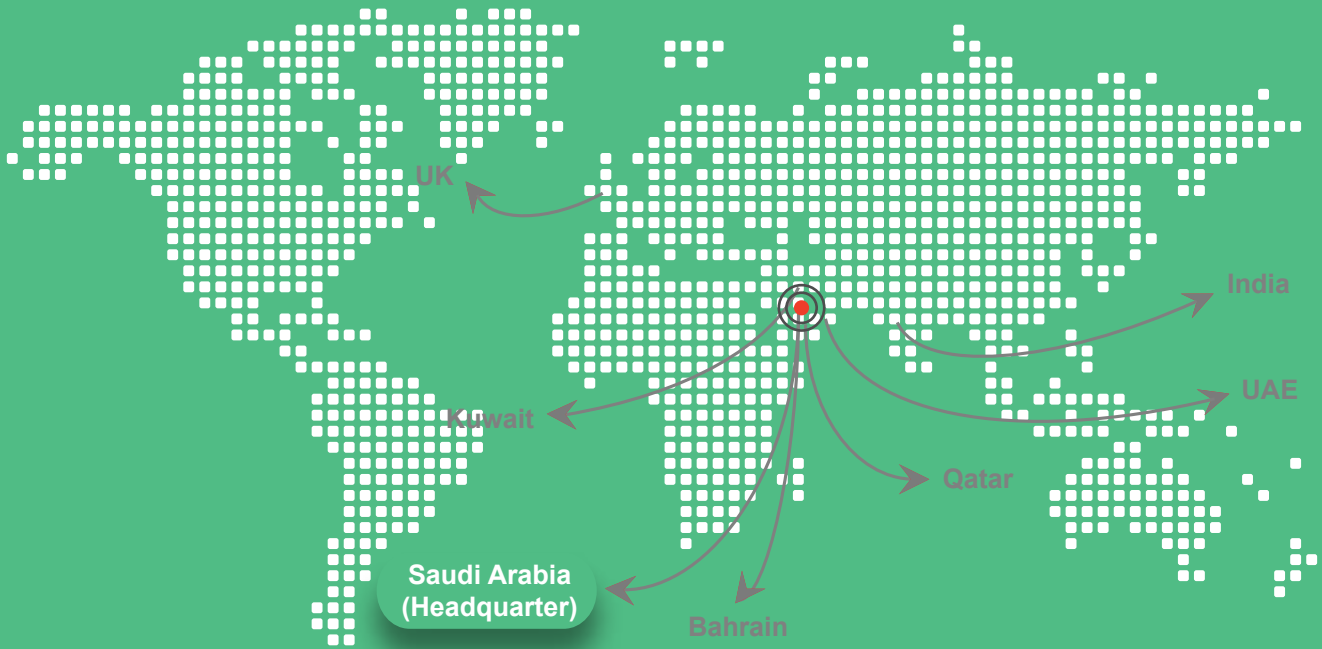 UK
India
UAE
Kuwait
Qatar
Saudi Arabia
(Headquarter)
Bahrain